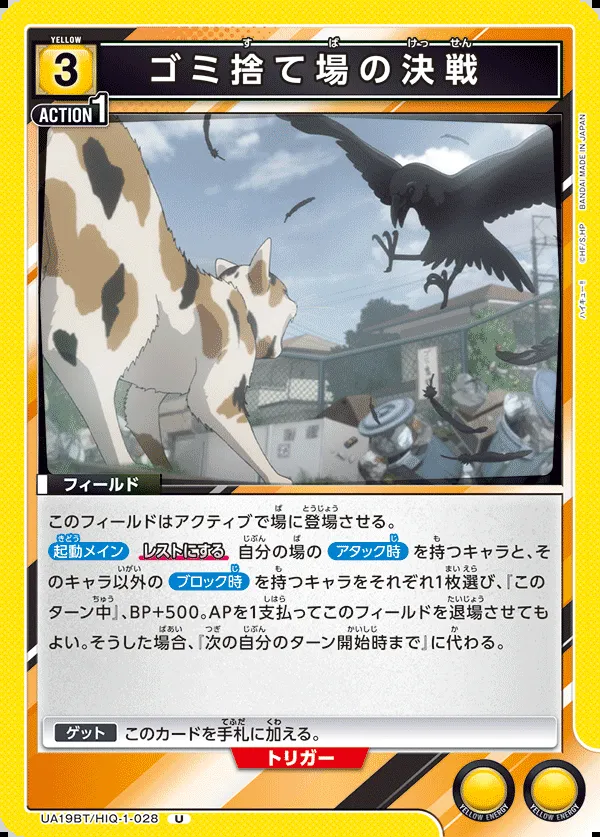 YELLOW
3
ゴミ捨て場の決戦
ACTION 1
BANDAI MADE IN JAPAN
©HF/S,HP
ハイキュー!!
フィールド
このフィールドはアクティブで場に登場させる。
起動メイン レストにする 自分の場の アタック時 を持つキャラと、そ
のキャラ以外の ブロック時 を持つキャラをそれぞれ1枚選び、『この
ターン中』、BP+500。APを1支払ってこのフィールドを退場させても
よい。そうした場合、『次の自分のターン開始時まで』に代わる。
ゲット このカードを手札に加える。
トリガー
UA19BT/HIQ-1-028 U
YELLOW ENERGY YELLOW ENERGY